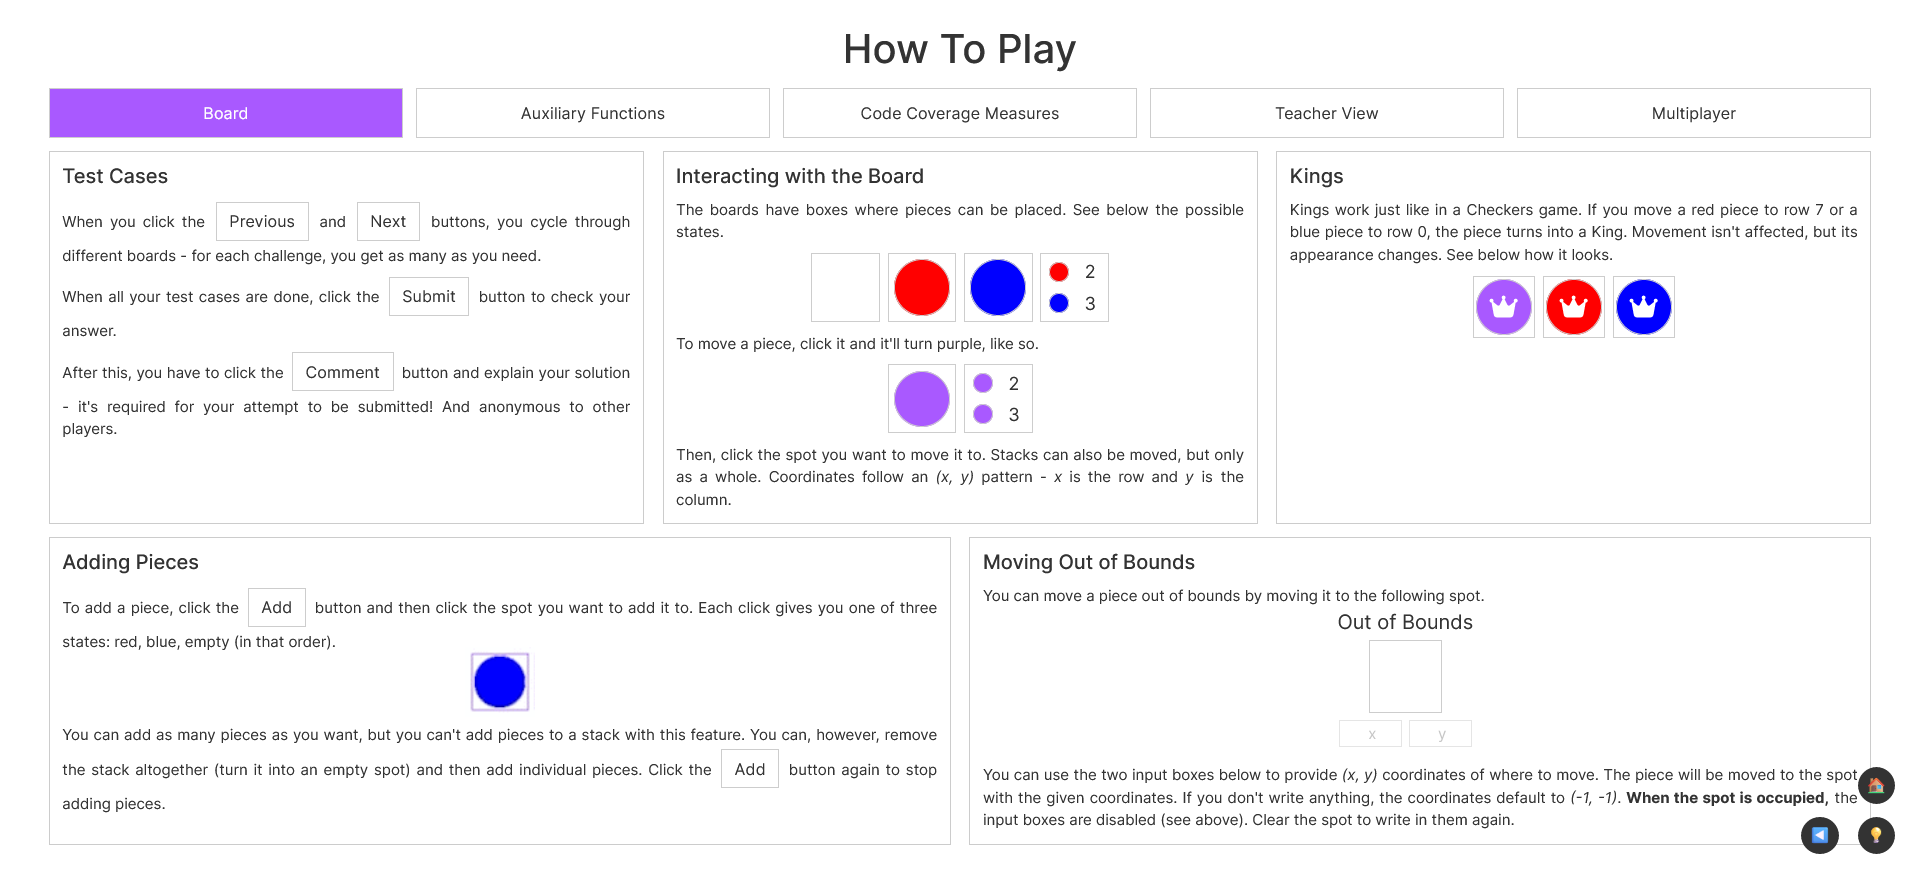 How To Play
Board
Auxiliary Functions
Code Coverage Measures
Teacher View
Multiplayer
Test Cases
When you click the Previous and Next buttons, you cycle through
different boards - for each challenge, you get as many as you need.
When all your test cases are done, click the Submit button to check your
answer.
After this, you have to click the Comment button and explain your solution
- it's required for your attempt to be submitted! And anonymous to other
players.
Interacting with the Board
The boards have boxes where pieces can be placed. See below the possible
states.
2
3
To move a piece, click it and it'll turn purple, like so.
2
3
Then, click the spot you want to move it to. Stacks can also be moved, but only
as a whole. Coordinates follow an (x, y) pattern - x is the row and y is the
column.
Kings
Kings work just like in a Checkers game. If you move a red piece to row 7 or a
blue piece to row 0, the piece turns into a King. Movement isn't affected, but its
appearance changes. See below how it looks.
Adding Pieces
To add a piece, click the Add button and then click the spot you want to add it to. Each click gives you one of three
states: red, blue, empty (in that order).
You can add as many pieces as you want, but you can't add pieces to a stack with this feature. You can, however, remove
the stack altogether (turn it into an empty spot) and then add individual pieces. Click the Add button again to stop
adding pieces.
Moving Out of Bounds
You can move a piece out of bounds by moving it to the following spot.
Out of Bounds
x
y
You can use the two input boxes below to provide (x, y) coordinates of where to move. The piece will be moved to the spot
with the given coordinates. If you don't write anything, the coordinates default to (-1, -1). When the spot is occupied, the
input boxes are disabled (see above). Clear the spot to write in them again.